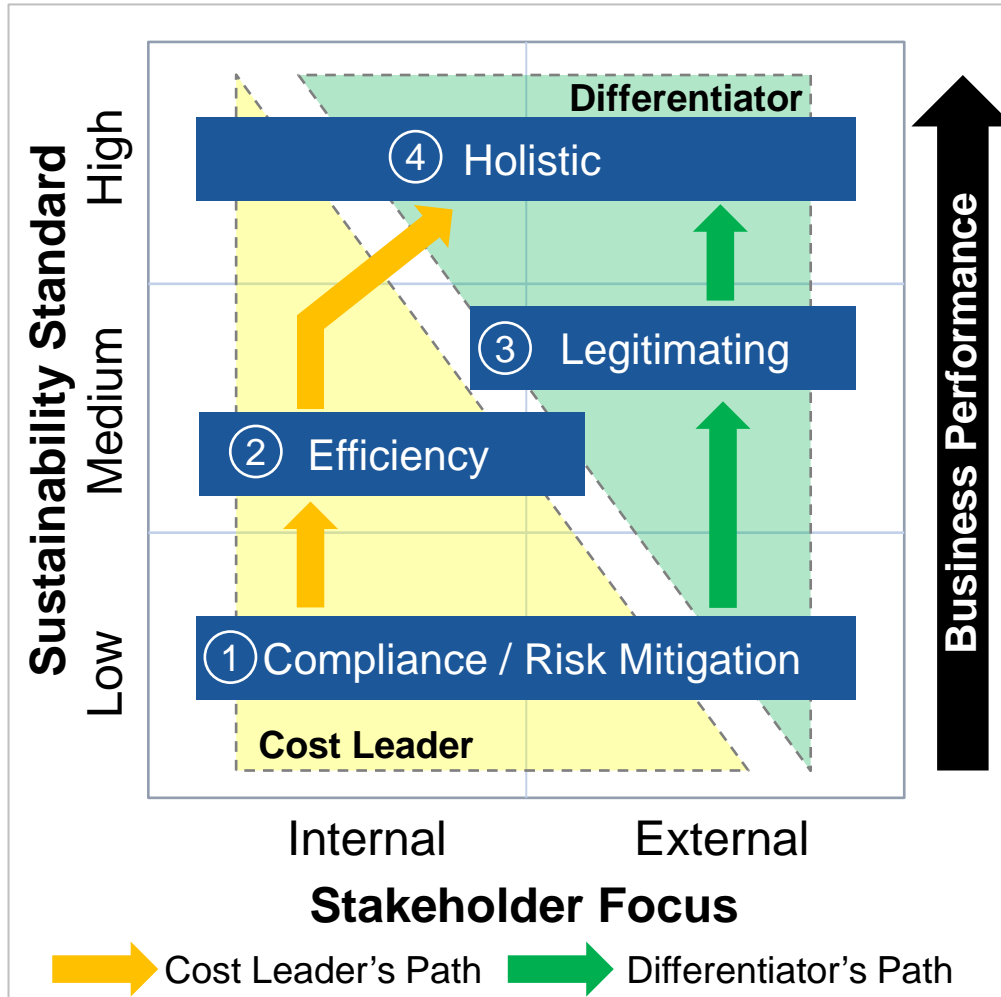 Differentiator
4 Holistic
3 Legitimating
2 Efficiency
1 Compliance / Risk Mitigation
Cost Leader
Sustainability Standard
High
Medium
Low
Business Performance
Internal External
Stakeholder Focus
Cost Leader's Path Differentiator's Path